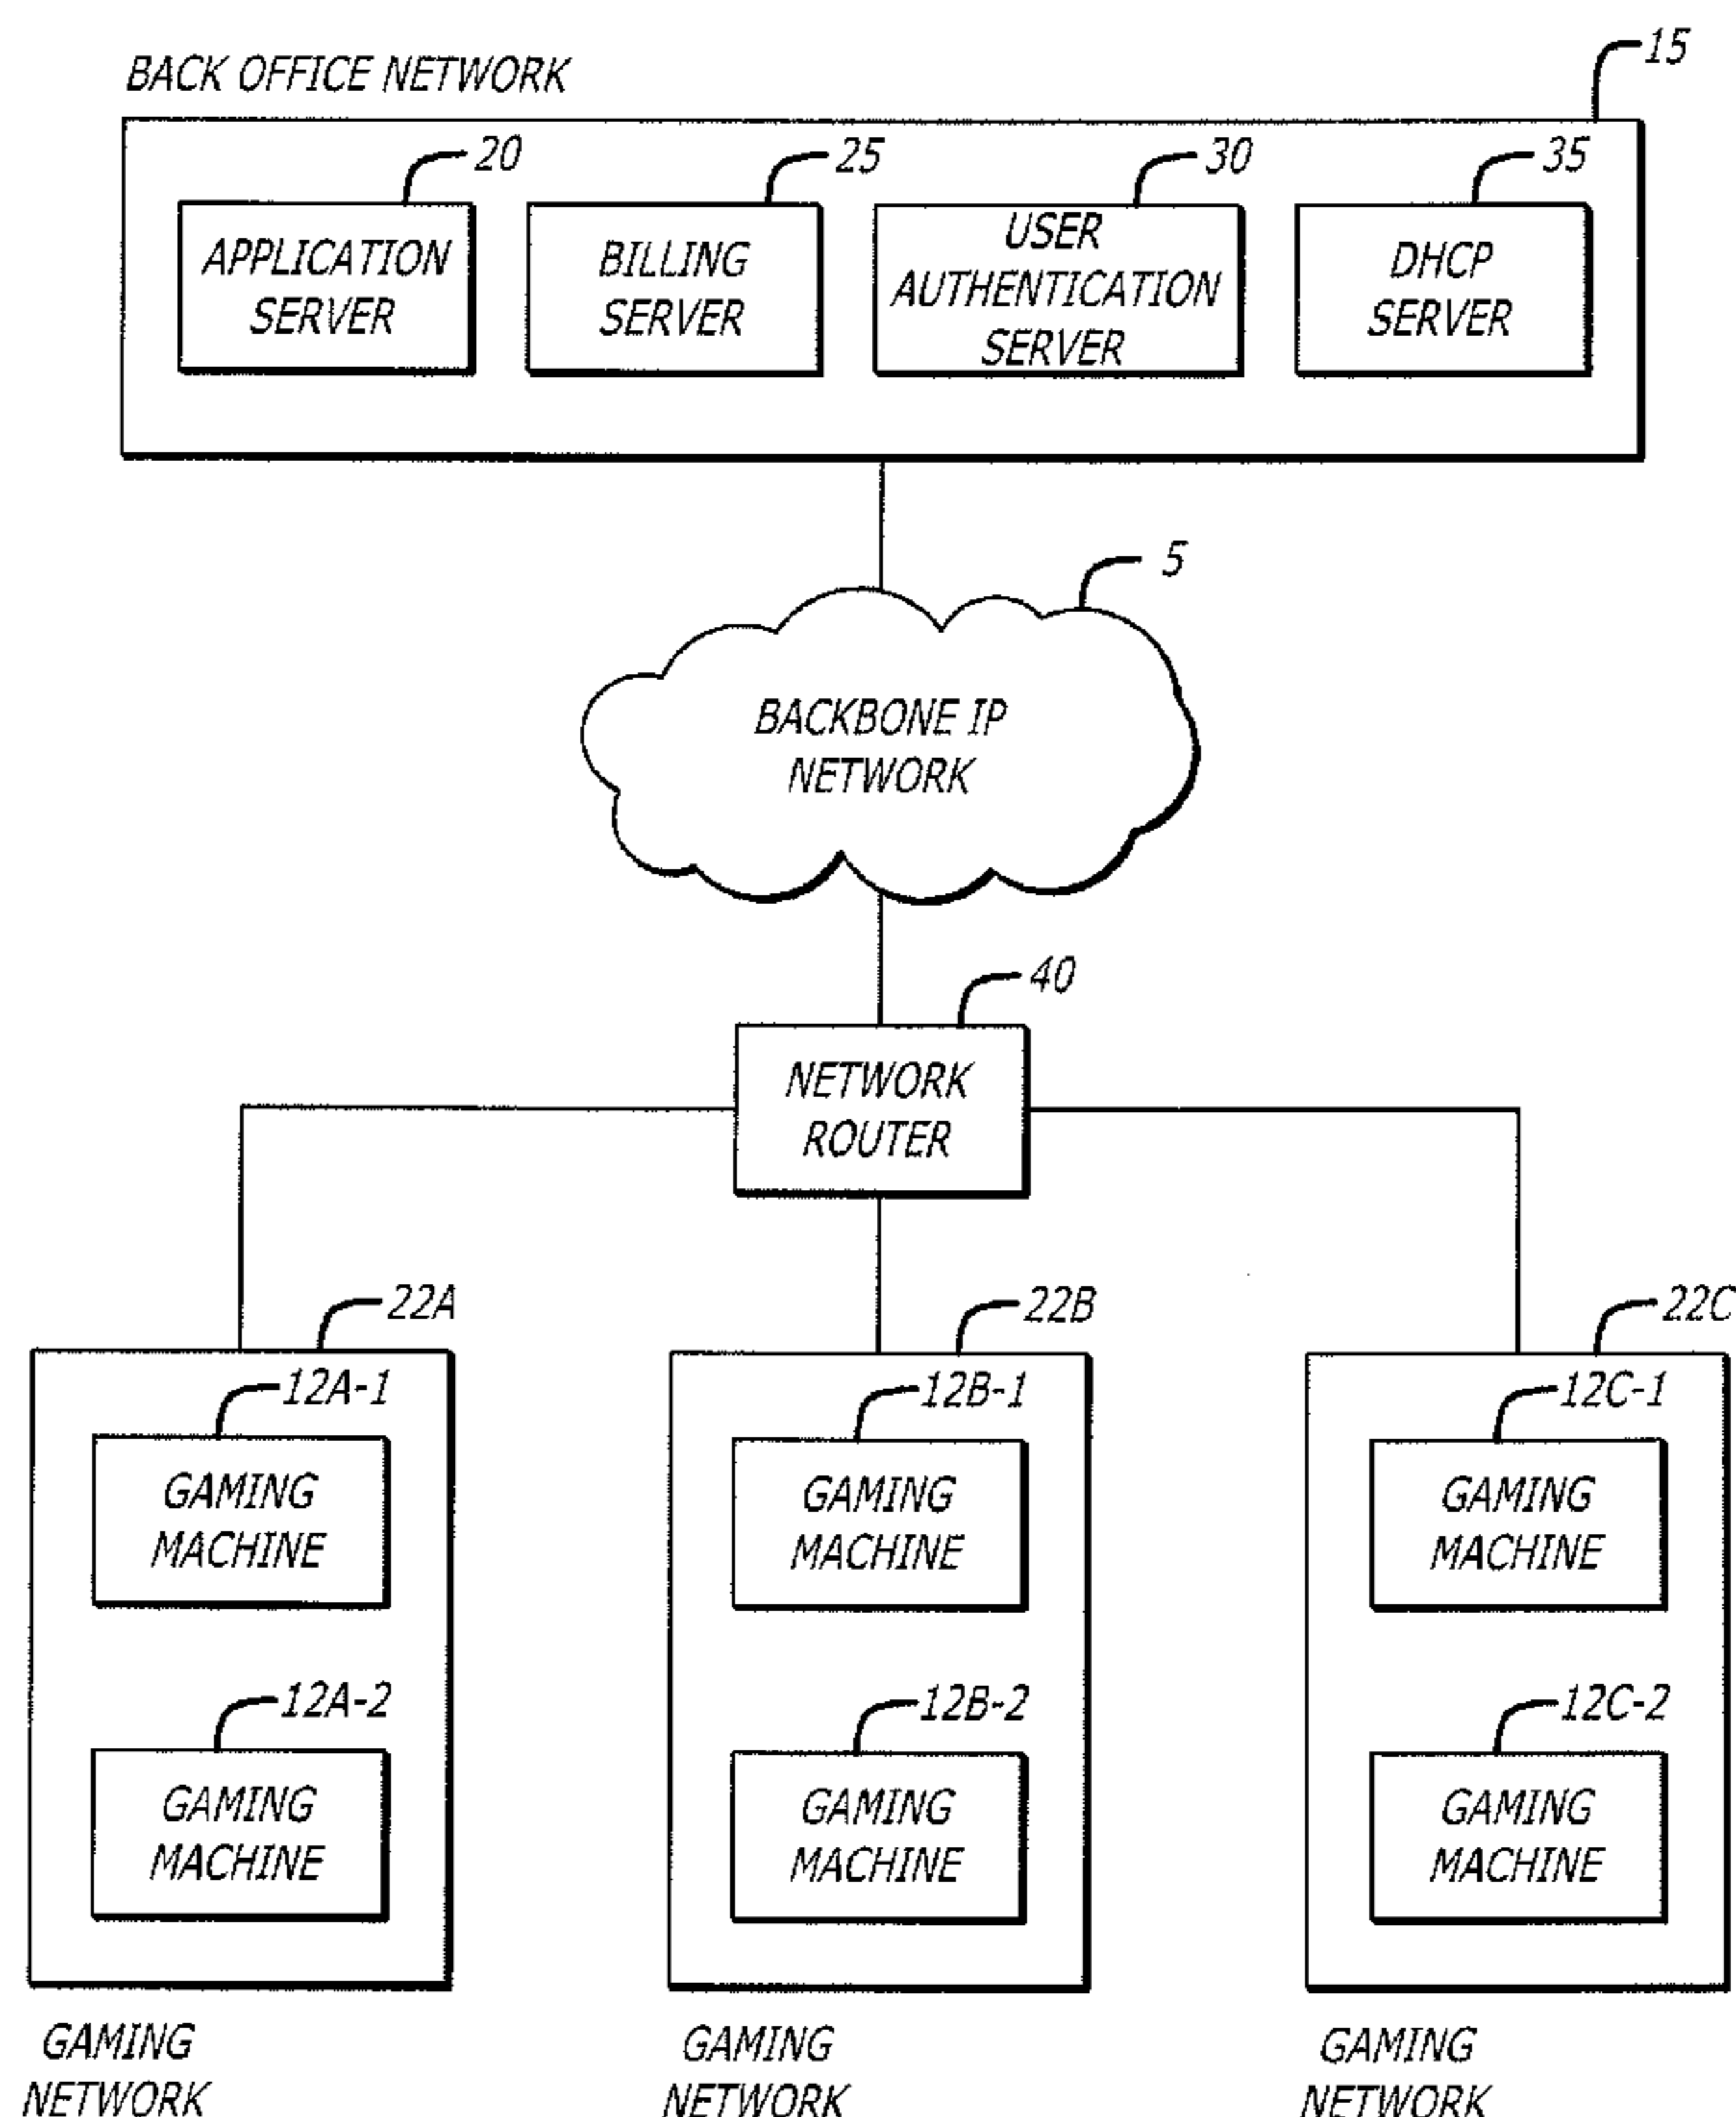 BACK OFFICE NETWORK
15
20
25
30
35
APPLICATION
SERVER
BILLING
SERVER
USER
AUTHENTICATION
SERVER
DHCP
SERVER
5
BACKBONE IP
NETWORK
40
NETWORK
ROUTER
22A
22B
22C
12A-1
GAMING
MACHINE
12A-2
GAMING
MACHINE
12B-1
GAMING
MACHINE
12B-2
GAMING
MACHINE
12C-1
GAMING
MACHINE
12C-2
GAMING
MACHINE
GAMING
NETWORK
GAMING
NETWORK
GAMING
NETWORK